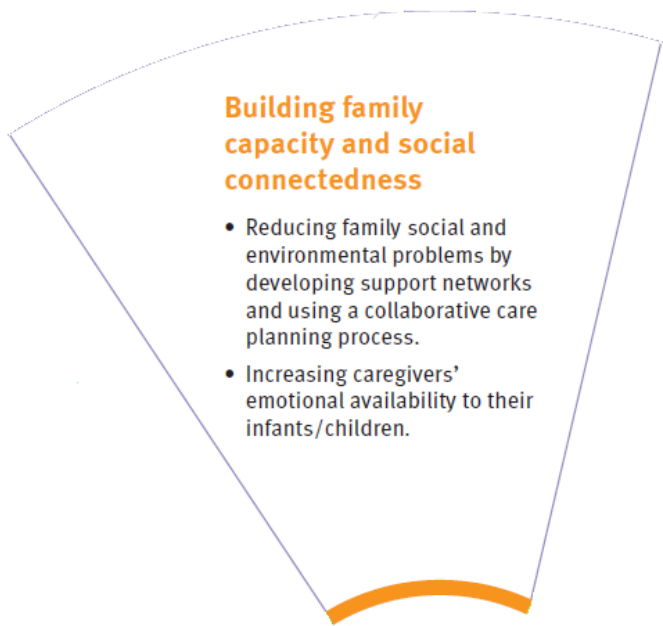 Building family
capacity and social
connectedness
• Reducing family social and
environmental problems by
developing support networks
and using a collaborative care
planning process.
• Increasing caregivers’
emotional availability to their
infants/children.